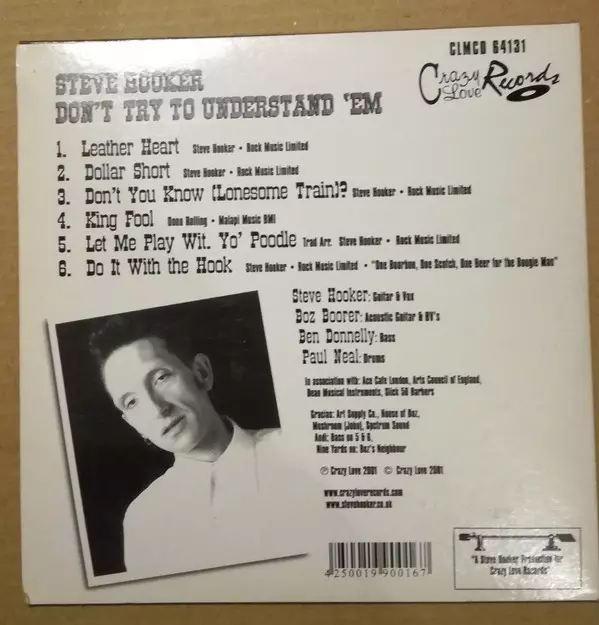 CLMCD 64131
Crazy Love Records
STEVE HOOKER
DON'T TRY TO UNDERSTAND 'EM
1. Leather Heart Steve Hooker • Rock Music Limited
2. Dollar Short Steve Hooker • Rock Music Limited
3. Don't You Know (Lonesome Train)? Steve Hooker • Rock Music Limited
4. King Fool Dono Railing • Malapi Music BMI
5. Let Me Play Wit. Yo' Poodle Trad Arr. Steve Hooker • Rock Music Limited
6. Do It With the Hook Steve Hooker • Rock Music Limited • "One Bourbon, One Scotch, One Beer for the Boogie Man"
Steve Hooker: Guitar & Vox
Boz Boorer: Acoustic Guitar & BV's
Ben Donnelly: Bass
Paul Neal: Drums
In association with: Ace Cafe London, Arts Council of England,
Dean Musical Instruments, Slick 50 Barbers
Gracias: Art Supply Co., House of Boz,
Mushroom (John), Spctrum Sound
Andi: Bass on 5 & 6,
Nine Yards on: Boz's Neighbour
℗ Crazy Love 2001 © Crazy Love 2001
www.crazyloverecords.com
www.stevehooker.co.uk
4250019900167
"A Steve Hooker Production for
Crazy Love Records"